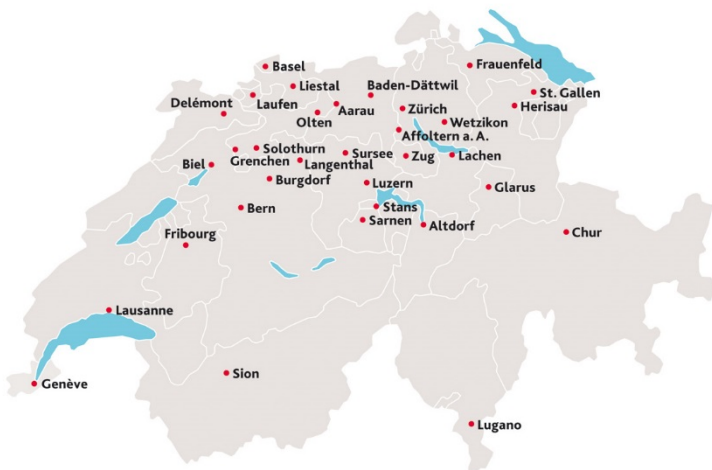 Basel
Frauenfeld
Liestal
Baden-Dättwil
St. Gallen
Laufen
Delémont
Aarau
Zürich
Herisau
Olten
Wetzikon
Affoltern a. A.
Solothurn
Grenchen
Sursee
Zug
Lachen
Biel
Langenthal
Burgdorf
Luzern
Glarus
Bern
Stans
Sarnen
Altdorf
Chur
Fribourg
Lausanne
Sion
Genève
Lugano